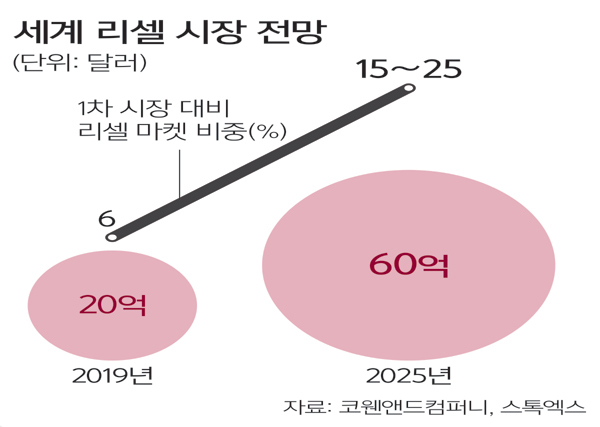 세계 리셀 시장 전망
(단위: 달러)
15~25
1차 시장 대비
리셀 마켓 비중(%)
6
20억
60억
2019년
2025년
자료: 코웬앤드컴퍼니, 스톡엑스